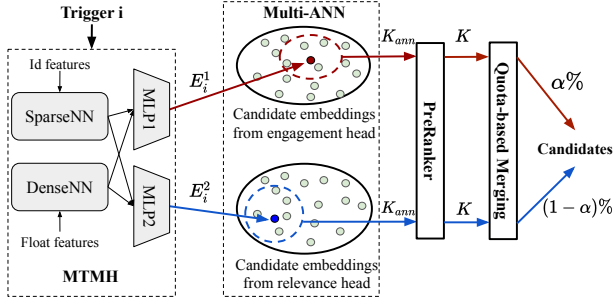 Trigger i
Id features
SparseNN
DenseNN
Float features
MTMH
MLP1
MLP2
E_i^1
E_i^2
Multi-ANN
Candidate embeddings
from engagement head
Candidate embeddings
from relevance head
K_ann
K_ann
PreRanker
K
K
Quota-based Merging
α%
Candidates
(1 − α)%